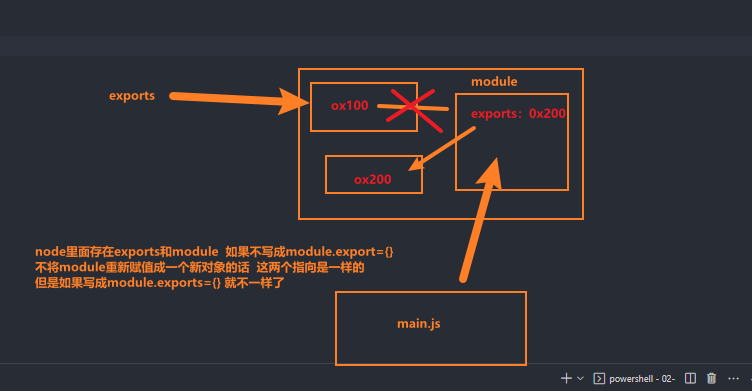 module
exports
ox100
exports：0x200
ox200
node里面存在exports和module 如果不写成module.export={}
不将module重新赋值成一个新对象的话 这两个指向是一样的
但是如果写成module.exports={} 就不一样了
main.js
powershell - 02-